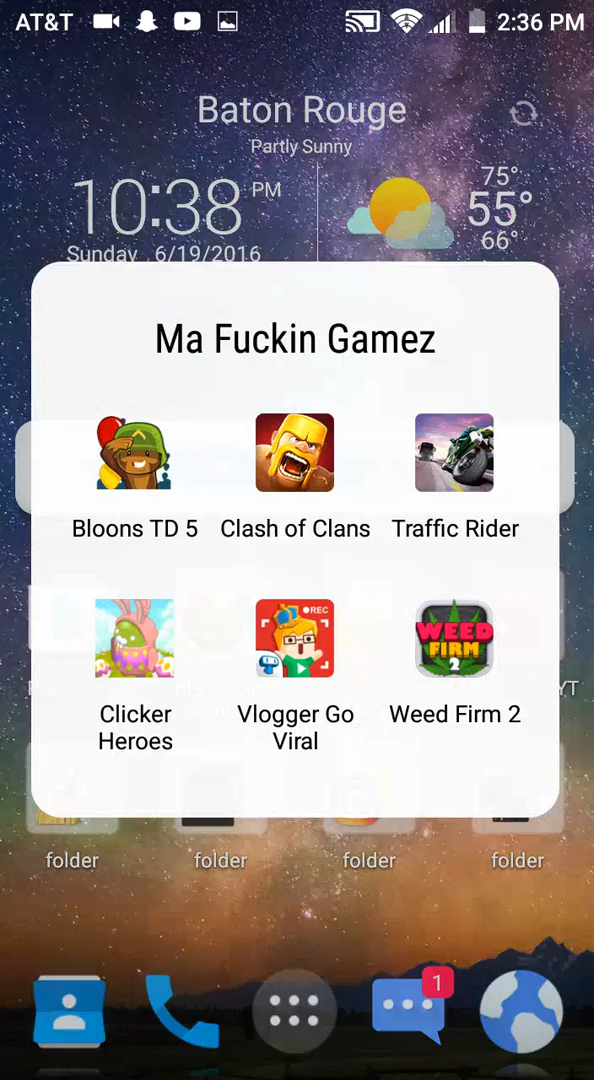 AT&T 2:36 PM
Baton Rouge
Partly Sunny
10:38 PM
75°
55°
66°
Sunday , 6/19/2016
Ma Fuckin Gamez
Bloons TD 5 Clash of Clans Traffic Rider
REC
WEED
FIRM
2
Clicker Heroes
Vlogger Go Viral
Weed Firm 2
YT
folder folder folder folder
1